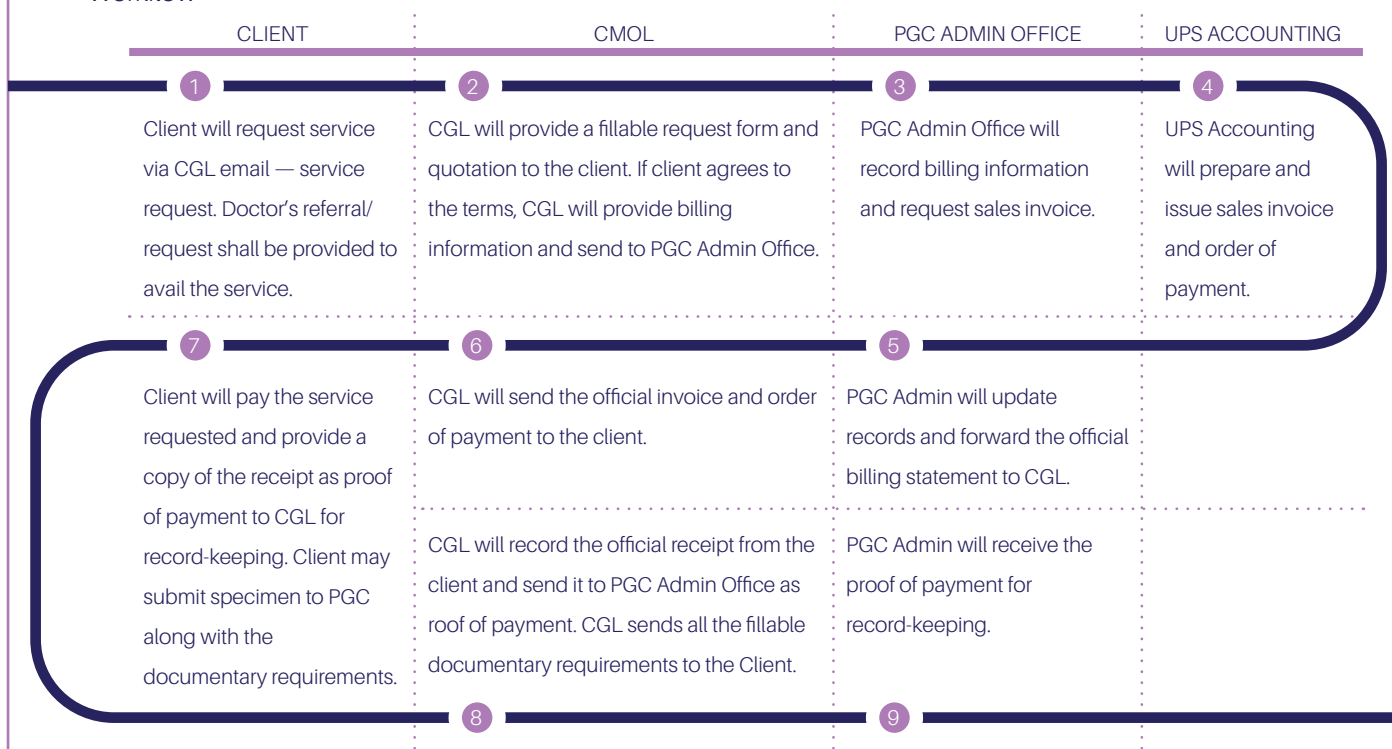 CLIENT
CMOL
PGC ADMIN OFFICE
UPS ACCOUNTING
1
Client will request service
via CGL email — service
request. Doctor’s referral/
request shall be provided to
avail the service.
2
CGL will provide a fillable request form and
quotation to the client. If client agrees to
the terms, CGL will provide billing
information and send to PGC Admin Office.
3
PGC Admin Office will
record billing information
and request sales invoice.
4
UPS Accounting
will prepare and
issue sales invoice
and order of
payment.
5
PGC Admin will update
records and forward the official
billing statement to CGL.
6
CGL will send the official invoice and order
of payment to the client.
7
Client will pay the service
requested and provide a
copy of the receipt as proof
of payment to CGL for
record-keeping. Client may
submit specimen to PGC
along with the
documentary requirements.
CGL will record the official receipt from the
client and send it to PGC Admin Office as
roof of payment. CGL sends all the fillable
documentary requirements to the Client.
8
PGC Admin will receive the
proof of payment for
record-keeping.
9